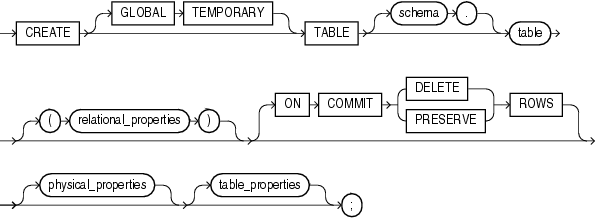 GLOBAL TEMPORARY schema .
CREATE TABLE table
DELETE
( relational_properties ) ON COMMIT ROWS
PRESERVE
physical_properties table_properties ;